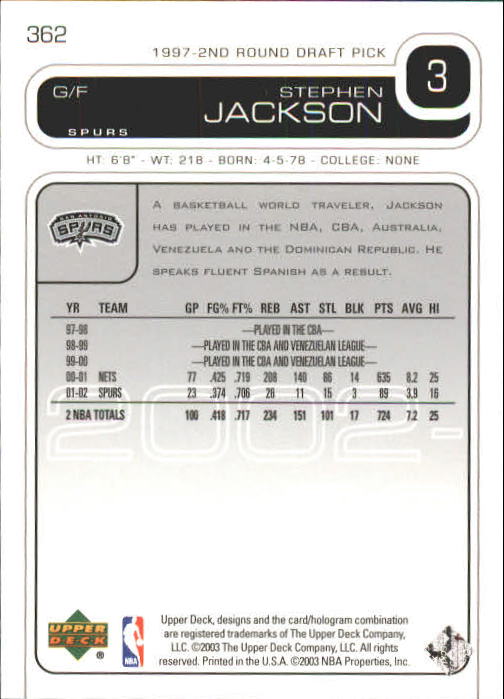 362
1997-2ND ROUND DRAFT PICK
3
G/F
STEPHEN
JACKSON
SPURS
HT: 6'8" - WT: 218 - BORN: 4-5-78 - COLLEGE: NONE
SAN ANTONIO
SPURS
A BASKETBALL WORLD TRAVELER, JACKSON
HAS PLAYED IN THE NBA, CBA, AUSTRALIA,
VENEZUELA AND THE DOMINICAN REPUBLIC. HE
SPEAKS FLUENT SPANISH AS A RESULT.
YR TEAM GP FG% FT% REB AST STL BLK PTS AVG HI
97-98 —PLAYED IN THE CBA—
98-99 —PLAYED IN THE CBA AND VENEZUELAN LEAGUE—
99-00 —PLAYED IN THE CBA AND VENEZUELAN LEAGUE—
00-01 NETS 77 .425 .719 208 140 86 14 635 8.2 25
01-02 SPURS 23 .374 .706 26 11 15 3 89 3.9 16
2 NBA TOTALS 100 .418 .717 234 151 101 17 724 7.2 25
2002-
UPPER
DECK ®
NBA
Upper Deck, designs and the card/hologram combination
are registered trademarks of The Upper Deck Company,
LLC. ©2003 The Upper Deck Company, LLC. All rights
reserved. Printed in the U.S.A. ©2003 NBA Properties, Inc.